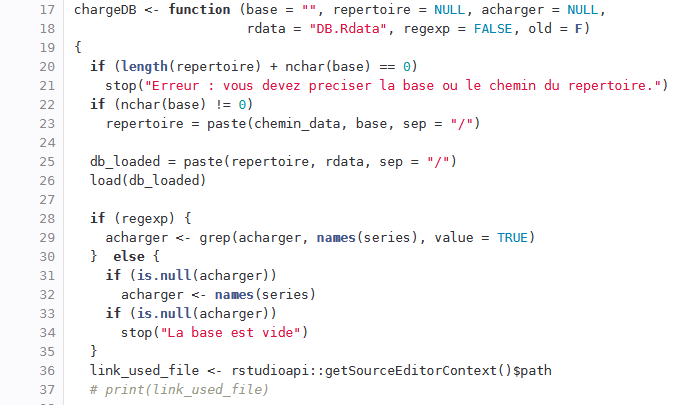 17 chargeDB <- function (base = "", repertoire = NULL, acharger = NULL,
18                       rdata = "DB.Rdata", regexp = FALSE, old = F)
19 {
20   if (length(repertoire) + nchar(base) == 0)
21     stop("Erreur : vous devez preciser la base ou le chemin du repertoire.")
22   if (nchar(base) != 0)
23     repertoire = paste(chemin_data, base, sep = "/")
24
25   db_loaded = paste(repertoire, rdata, sep = "/")
26   load(db_loaded)
27
28   if (regexp) {
29     acharger <- grep(acharger, names(series), value = TRUE)
30   }  else {
31     if (is.null(acharger))
32       acharger <- names(series)
33     if (is.null(acharger))
34       stop("La base est vide")
35   }
36   link_used_file <- rstudioapi::getSourceEditorContext()$path
37   # print(link_used_file)